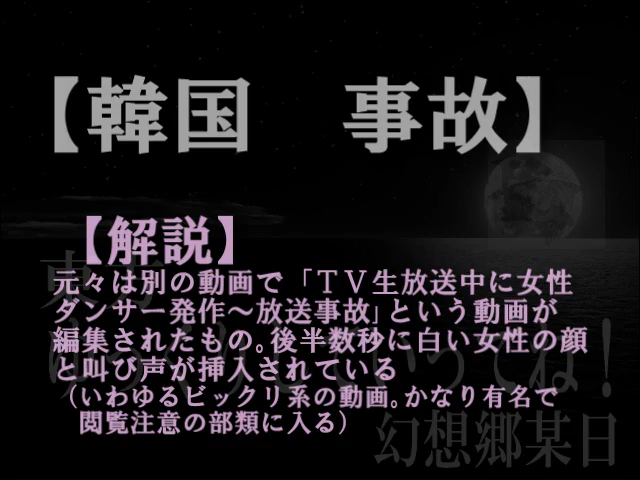 【韓国　事故】
【解説】
元々は別の動画で「ＴＶ生放送中に女性
ダンサー発作～放送事故」という動画が
編集されたもの。後半数秒に白い女性の顔
と叫び声が挿入されている
（いわゆるビックリ系の動画。かなり有名で
閲覧注意の部類に入る）
幻想郷某日